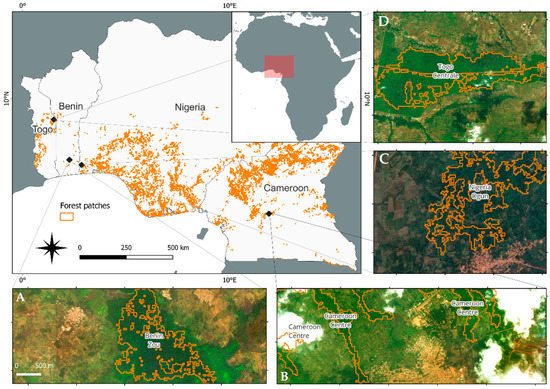 0°
10°E
10°N
Benin
Togo
Nigeria
Cameroon
Forest patches
0
250
500 km
0°
10°E
D
Togo
Centrale
10°N
C
Nigeria
Ogun
A
Benin
Zou
0
500 m
Cameroun
Centre
Cameroon
Centre
Cameroon
Centre
B